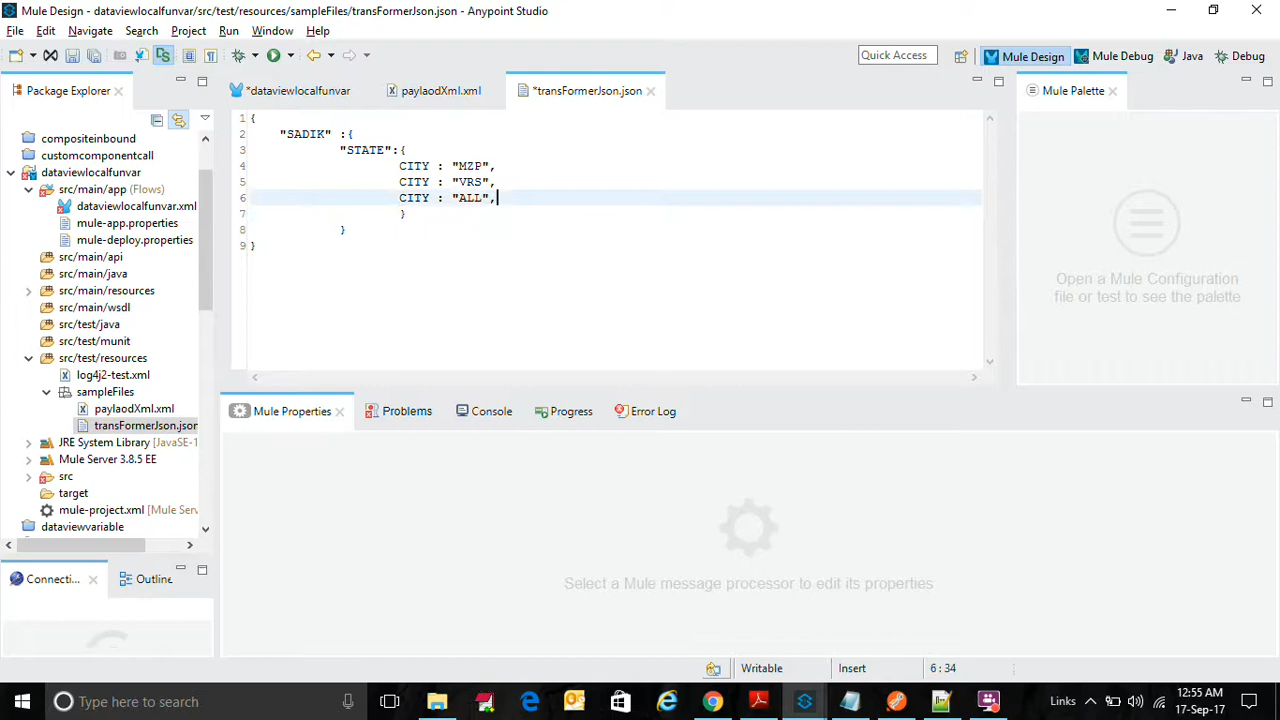 Mule Design - dataviewlocalfunvar/src/test/resources/sampleFiles/transFormerJson.json - Anypoint Studio
File Edit Navigate Search Project Run Window Help
Quick Access
Mule Design
Mule Debug
Java
Debug
Package Explorer
*dataviewlocalfunvar
paylaodXml.xml
*transFormerJson.json
Mule Palette
compositeinbound
customcomponentcall
dataviewlocalfunvar
src/main/app (Flows)
dataviewlocalfunvar.xml
mule-app.properties
mule-deploy.properties
src/main/api
src/main/java
src/main/resources
src/main/wsdl
src/test/java
src/test/munit
src/test/resources
log4j2-test.xml
sampleFiles
paylaodXml.xml
transFormerJson.json
JRE System Library [JavaSE-1
Mule Server 3.8.5 EE
src
target
mule-project.xml [Mule Serv
dataviewvariable
1 {
2 "SADIK" :{
3 "STATE":{
4 CITY : "MZP",
5 CITY : "VRS",
6 CITY : "ALL",
7 }
8 }
9 }
Open a Mule Configuration
file or test to see the palette
Mule Properties
Problems
Console
Progress
Error Log
Select a Mule message processor to edit its properties
Connecti...
Outline
Writable
Insert
6 : 34
Type here to search
Links
12:55 AM
17-Sep-17